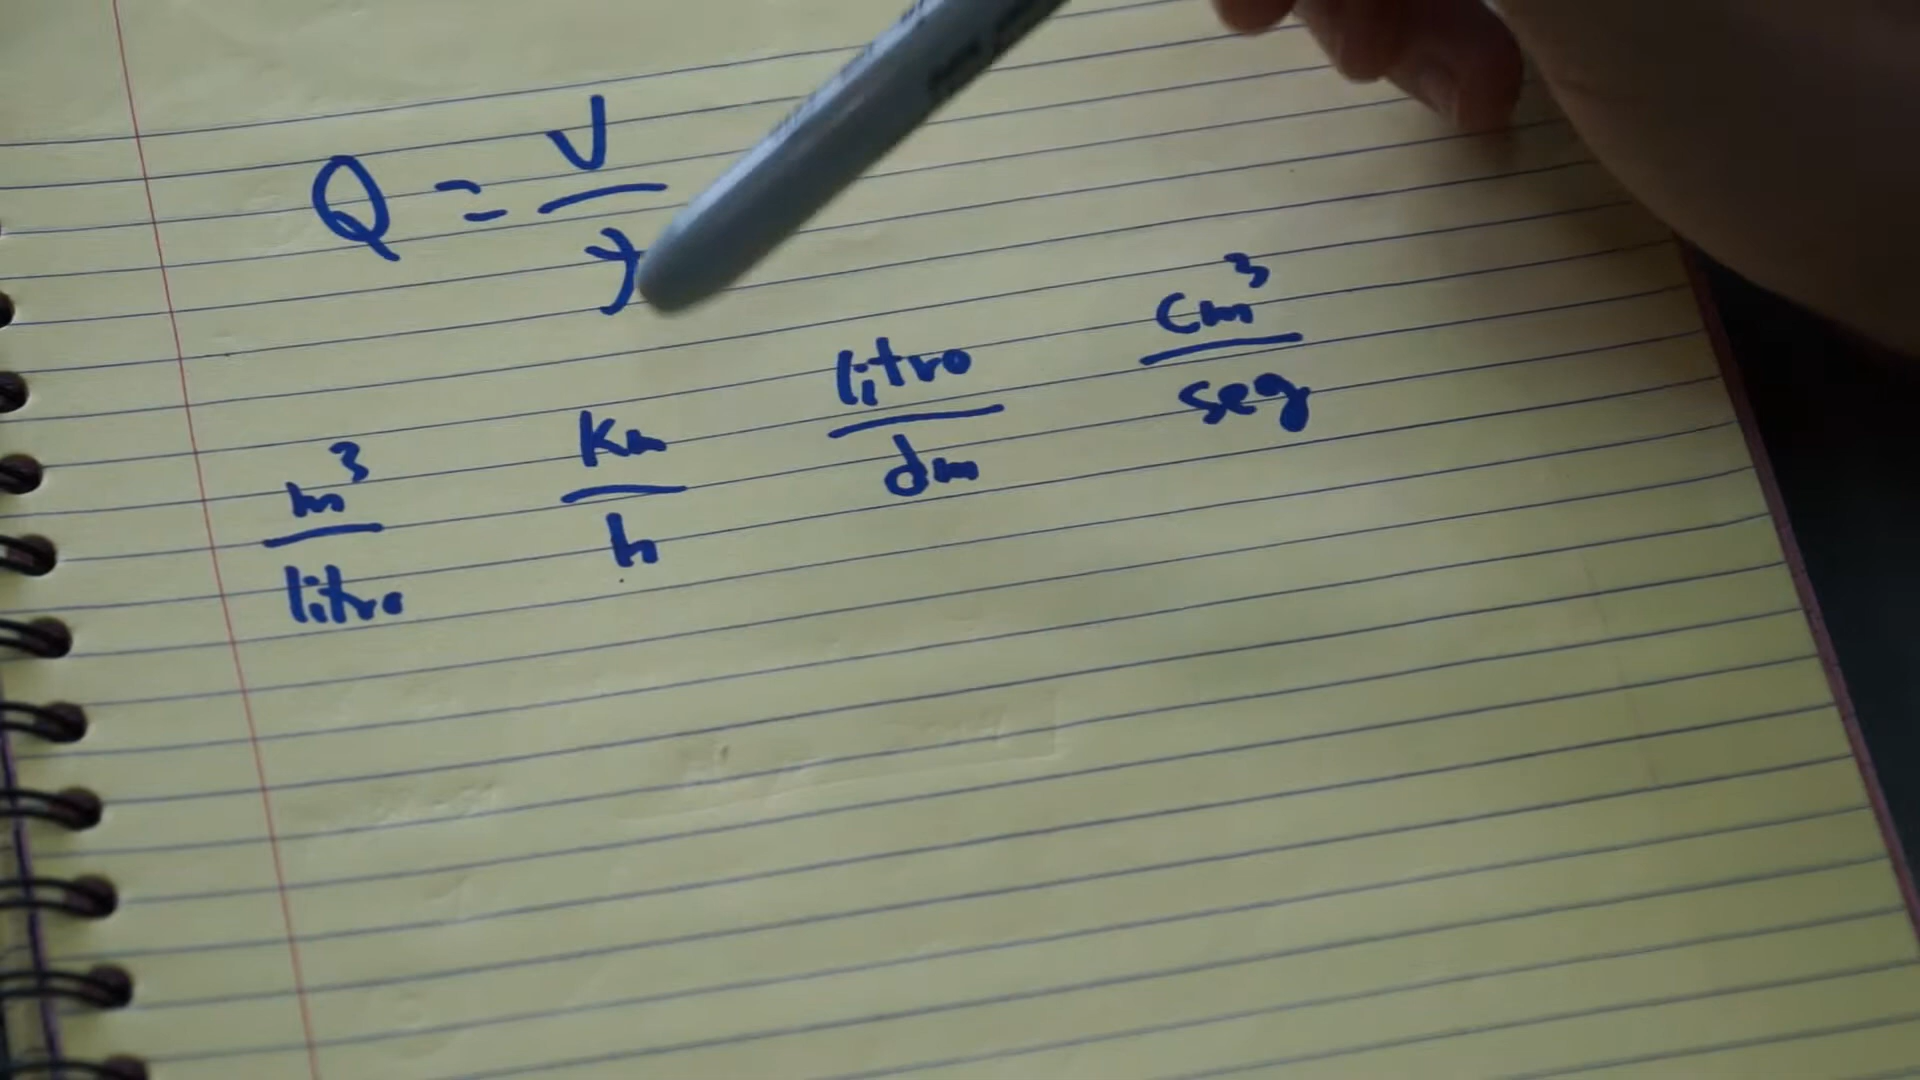 Q = V
m³ Km litro cm³
litro h dm seg